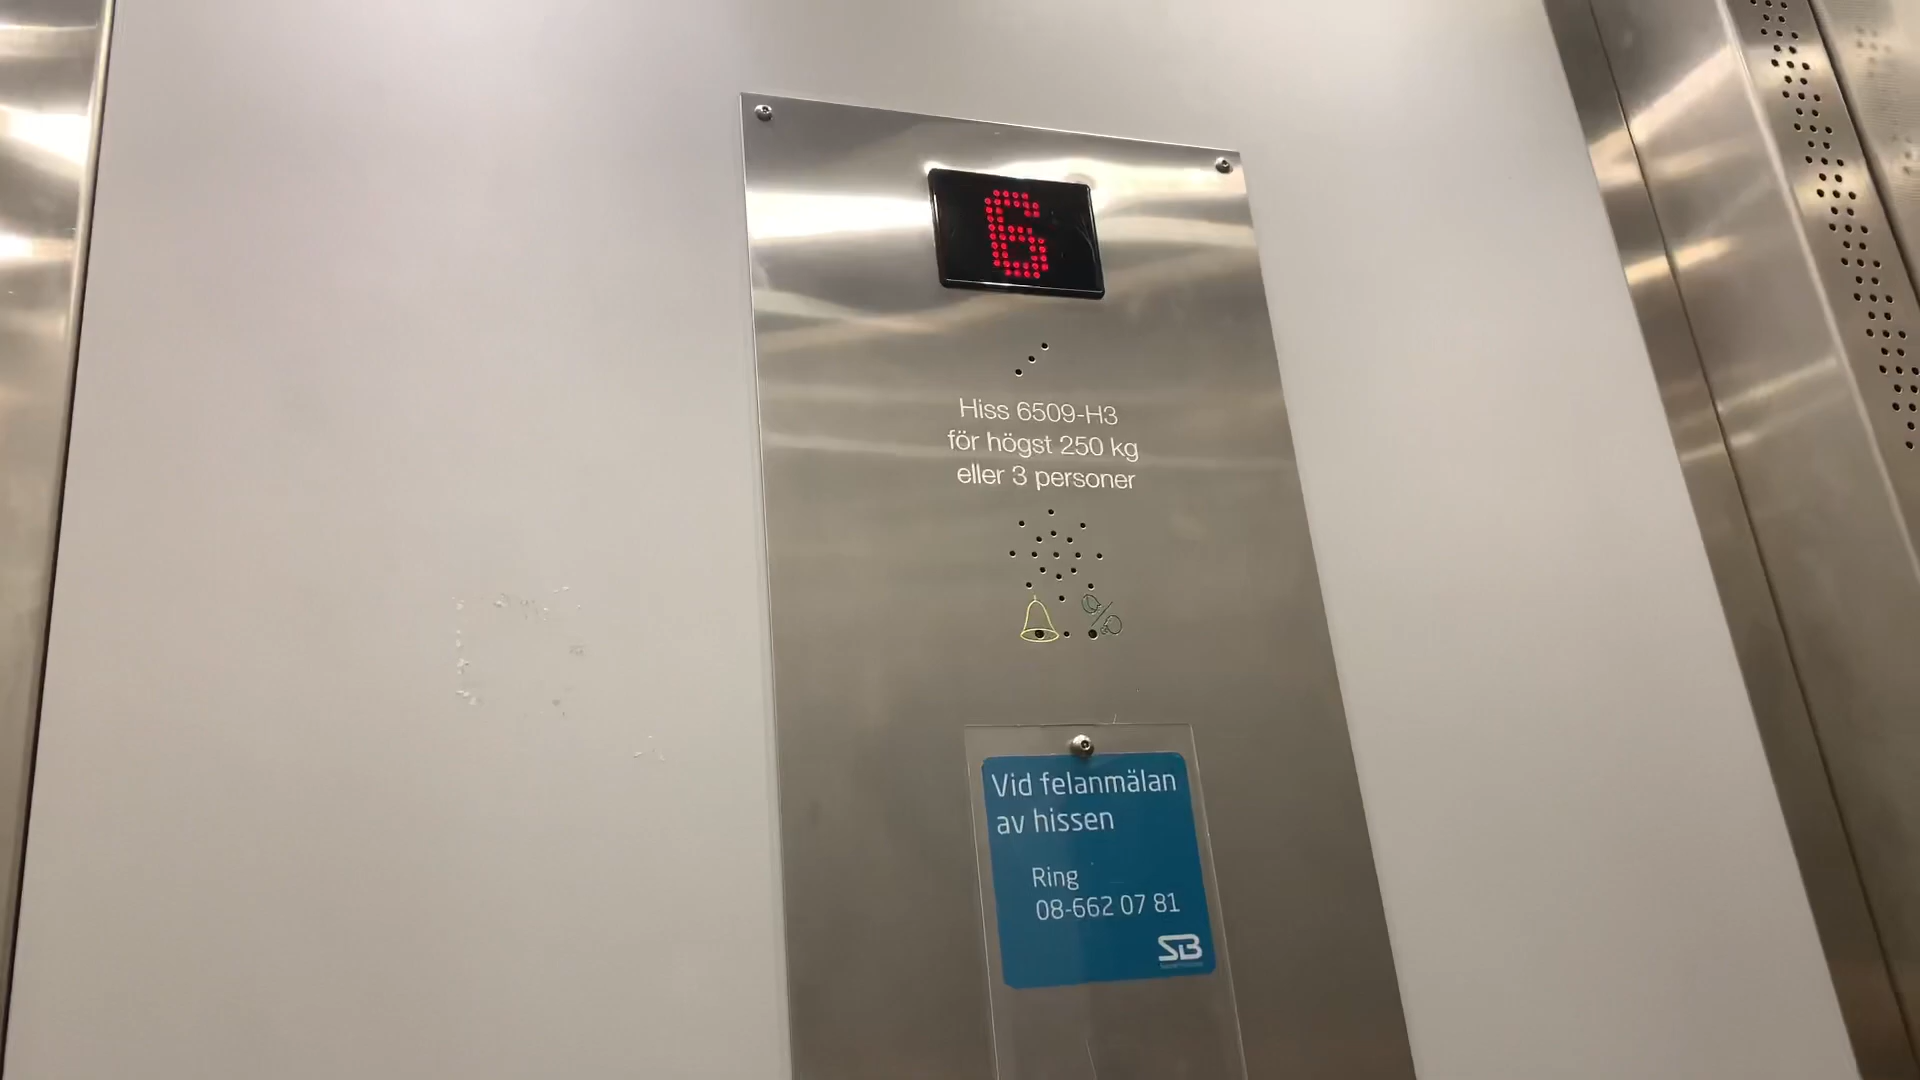 6
Hiss 6509-H3
för högst 250 kg
eller 3 personer
Vid felanmälan
av hissen
Ring
08-662 07 81
SB